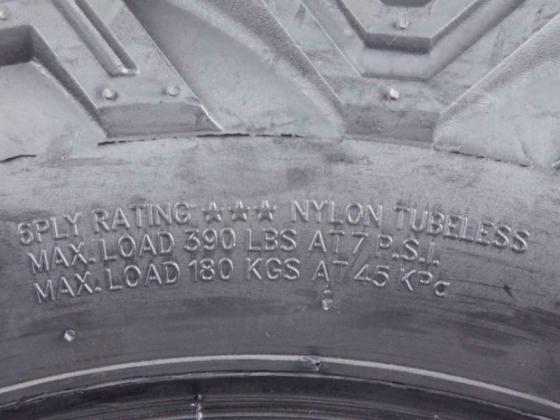 6PLY RATING ★★★ NYLON TUBELESS
MAX. LOAD 390 LBS AT 7 P.S.I.
MAX. LOAD 180 KGS AT 45 KPa